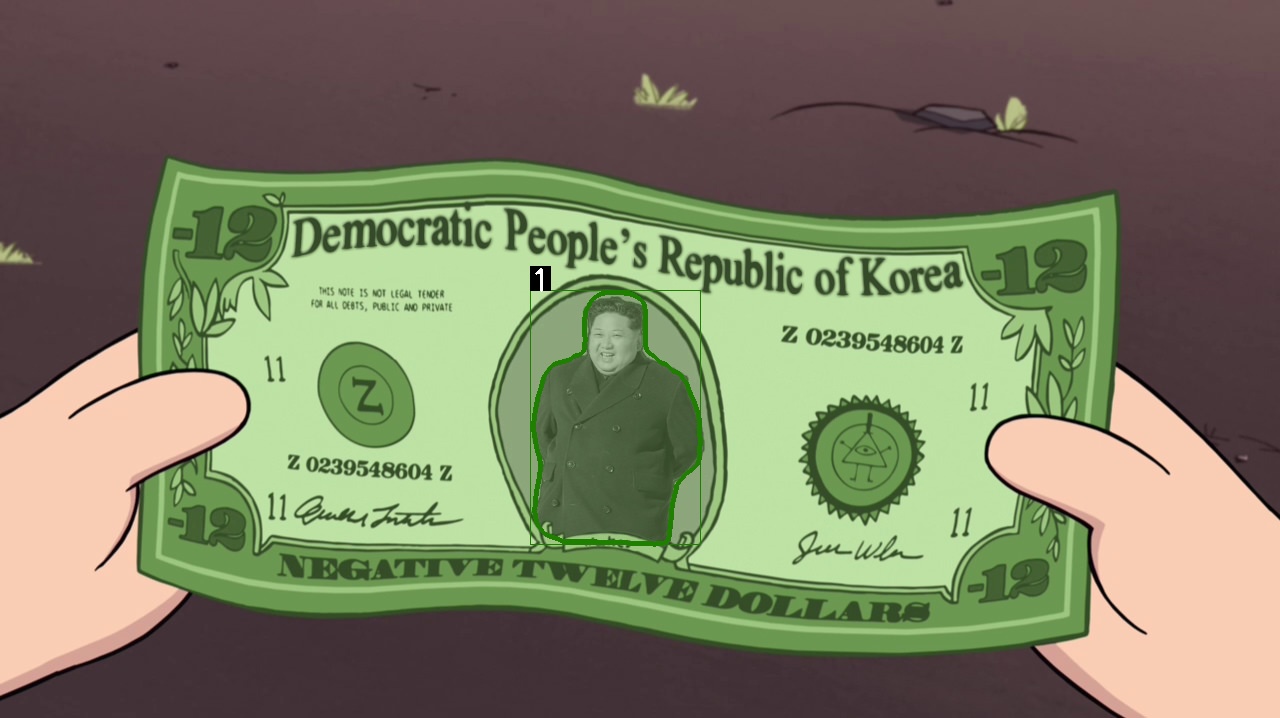 -12
Democratic People's Republic of Korea
-12
1
THIS NOTE IS NOT LEGAL TENDER
FOR ALL DEBTS, PUBLIC AND PRIVATE
Z 0239548604 Z
11
Z
11
Z 0239548604 Z
11
11
-12
-12
NEGATIVE TWELVE DOLLARS